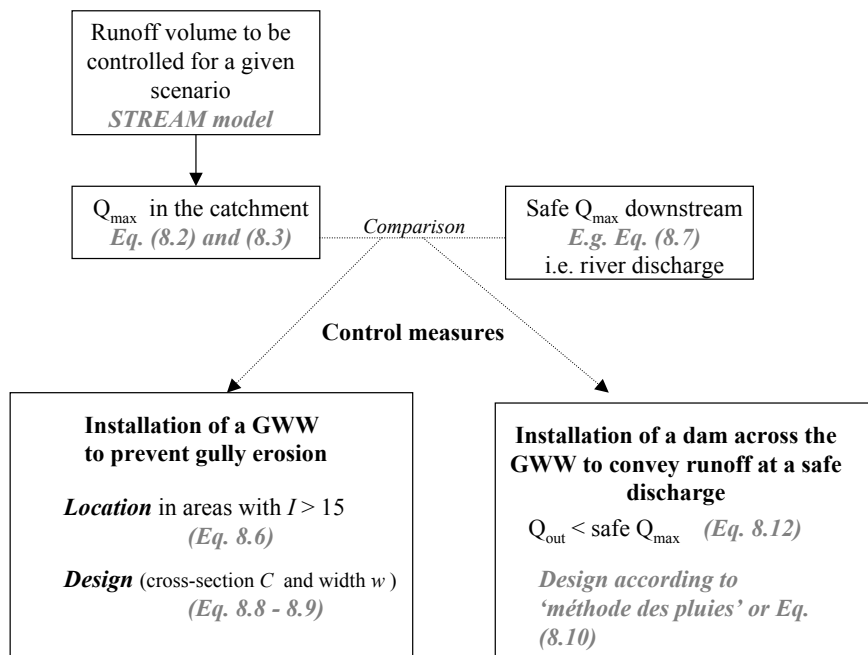 Runoff volume to be
controlled for a given
scenario
STREAM model
Qmax in the catchment
Eq. (8.2) and (8.3)
Comparison
Safe Qmax downstream
E.g. Eq. (8.7)
i.e. river discharge
Control measures
Installation of a GWW
to prevent gully erosion
Location in areas with I > 15
(Eq. 8.6)
Design (cross-section C and width w )
(Eq. 8.8 - 8.9)
Installation of a dam across the
GWW to convey runoff at a safe
discharge
Qout < safe Qmax (Eq. 8.12)
Design according to
‘méthode des pluies’ or Eq.
(8.10)